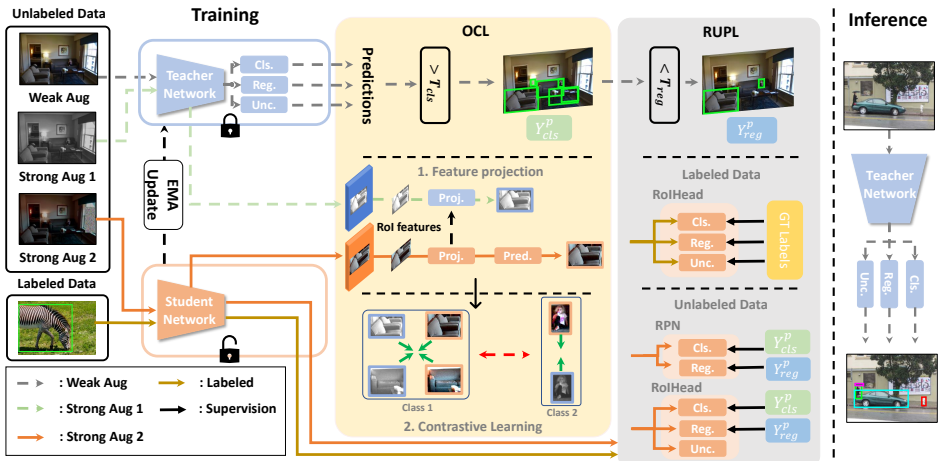 Unlabeled Data
Training
Weak Aug
Strong Aug 1
Strong Aug 2
Labeled Data
Teacher
Network
Cls.
Reg.
Unc.
EMA
Update
Student
Network
Predictions
OCL
> T_cls
Y^p_cls
1. Feature projection
Proj.
RoI features
Proj.
Pred.
Class 1
Class 2
2. Contrastive Learning
RUPL
< T_reg
Y^p_reg
Labeled Data
RoIHead
Cls.
Reg.
Unc.
GT Labels
Unlabeled Data
RPN
Cls.
Reg.
Y^p_cls
Y^p_reg
RoIHead
Cls.
Reg.
Unc.
Y^p_cls
Y^p_reg
Inference
Teacher
Network
Unc.
Reg.
Cls.
: Weak Aug
: Labeled
: Strong Aug 1
: Supervision
: Strong Aug 2